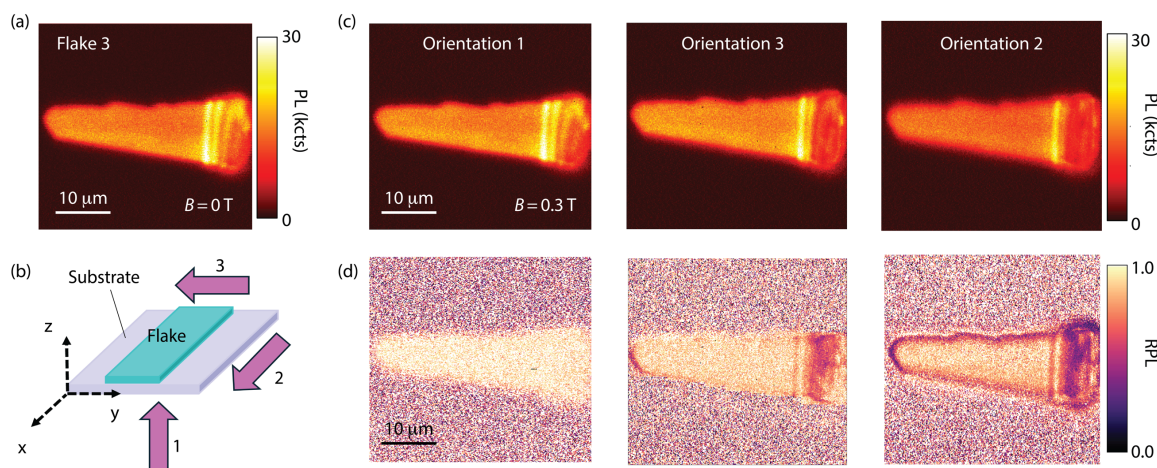 (a)
Flake 3
30
PL (kcts)
0
10 μm
B = 0 T
(c)
Orientation 1
Orientation 3
Orientation 2
30
PL (kcts)
0
10 μm
B = 0.3 T
(b)
Substrate
3
z
Flake
2
y
x
1
(d)
1.0
RPL
0.0
10 μm